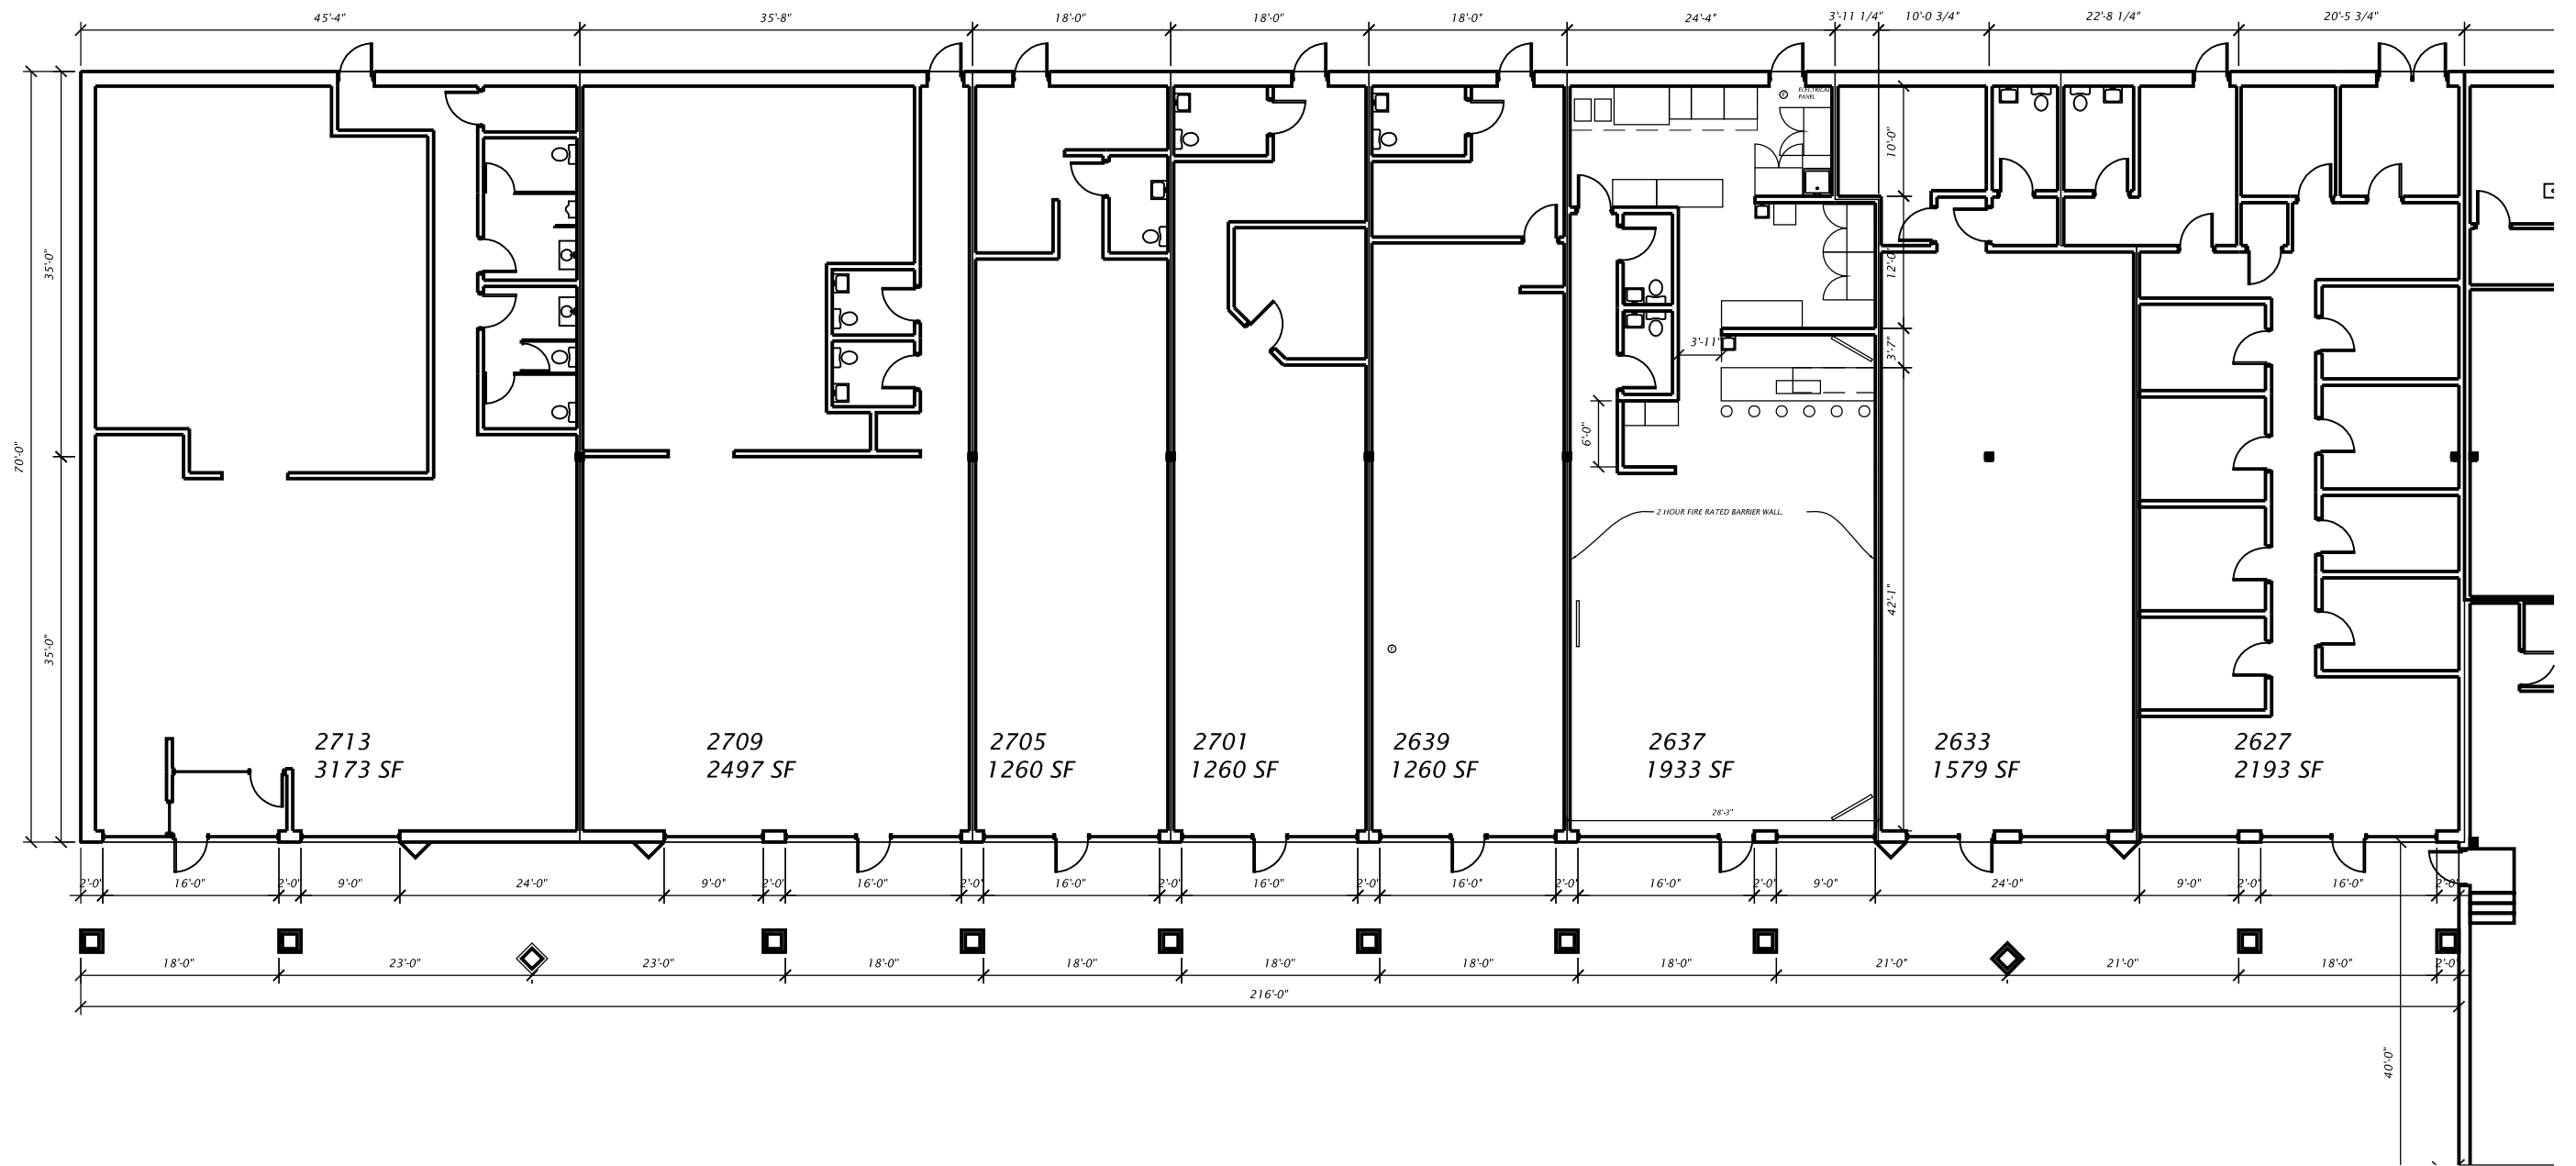 45'-4" 35'-8" 18'-0" 18'-0" 18'-0" 24'-4" 3'-11 1/4" 10'-0 3/4" 22'-8 1/4" 20'-5 3/4"
ELECTRICAL
PANEL
10'-0"
35'-0"
12'-0"
3'-11"
3'-7"
70'-0"
6'-0"
2 HOUR FIRE RATED BARRIER WALL.
42'-1"
35'-0"
2713
3173 SF
2709
2497 SF
2705
1260 SF
2701
1260 SF
2639
1260 SF
2637
1933 SF
2633
1579 SF
2627
2193 SF
28'-3"
2'-0" 16'-0" 2'-0" 9'-0" 24'-0" 9'-0" 2'-0" 16'-0" 2'-0" 16'-0" 2'-0" 16'-0" 2'-0" 16'-0" 2'-0" 16'-0" 2'-0" 9'-0" 24'-0" 9'-0" 2'-0" 16'-0" 2'-0"
18'-0" 23'-0" 23'-0" 18'-0" 18'-0" 18'-0" 18'-0" 18'-0" 21'-0" 21'-0" 18'-0" 2'-0"
216'-0"
40'-0"